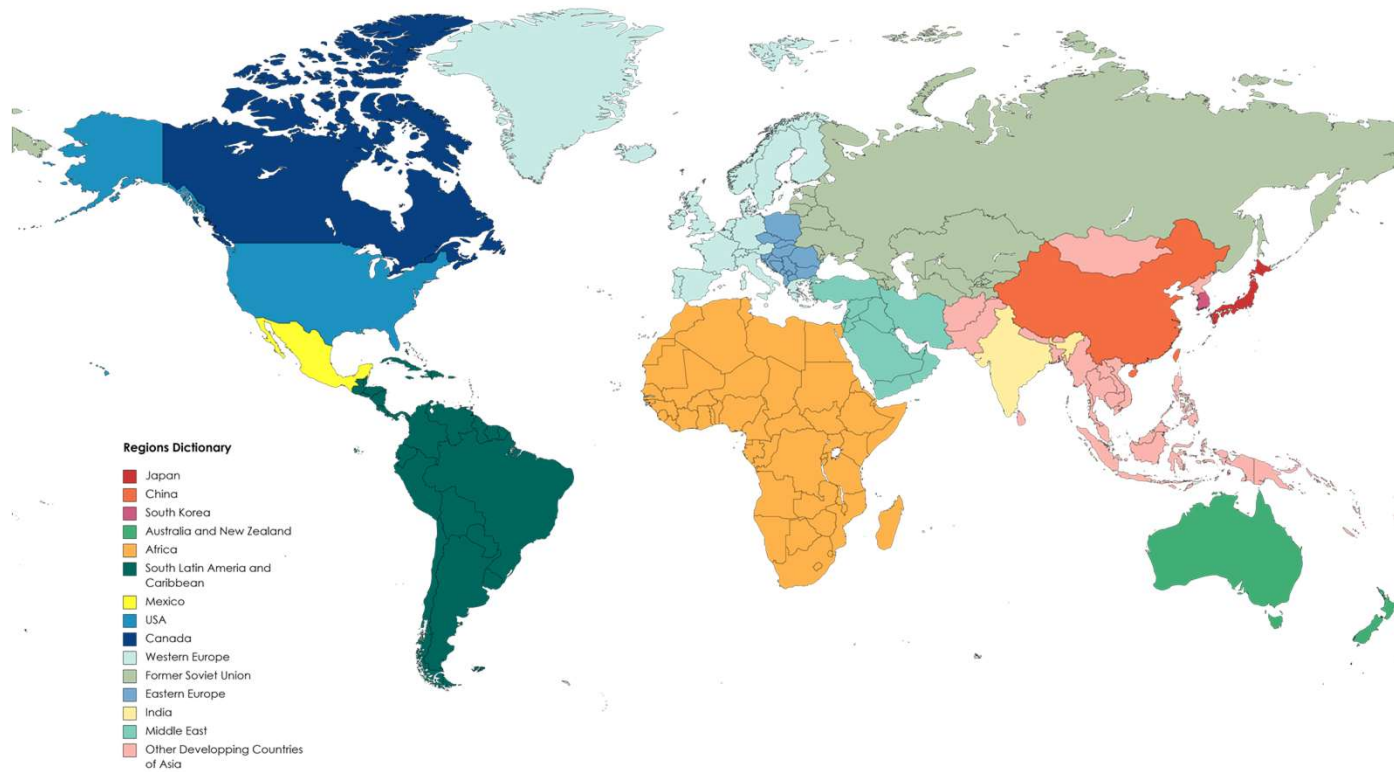 Regions Dictionary
Japan
China
South Korea
Australia and New Zealand
Africa
South Latin Ameria and
Caribbean
Mexico
USA
Canada
Western Europe
Former Soviet Union
Eastern Europe
India
Middle East
Other Developping Countries
of Asia